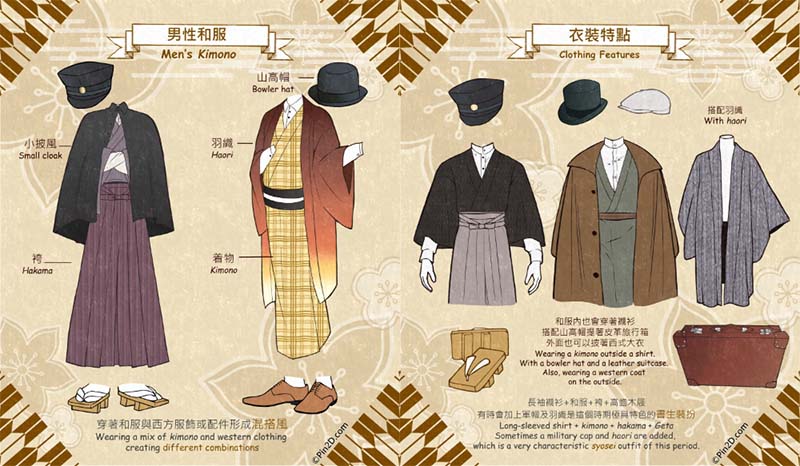 男性和服
Men's Kimono
山高帽
Bowler hat
小披風
Small cloak
羽織
Haori
袴
Hakama
着物
Kimono
穿著和服與西方服飾或配件形成混搭風
Wearing a mix of kimono and western clothing
creating different combinations
©Pin2D.com
衣裝特點
Clothing Features
搭配羽織
With haori
和服內也會穿著襯衫
搭配山高帽提著皮革旅行箱
外面也可以披著西式大衣
Wearing a kimono outside a shirt.
With a bowler hat and a leather suitcase.
Also, wearing a western coat
on the outside.
長袖襯衫+和服+袴+高齒木屐
有時會加上軍帽及羽織是這個時期極具特色的書生裝扮
Long-sleeved shirt + kimono + hakama + Geta
Sometimes a military cap and haori are added,
which is a very characteristic syosei outfit of this period.
©Pin2D.com